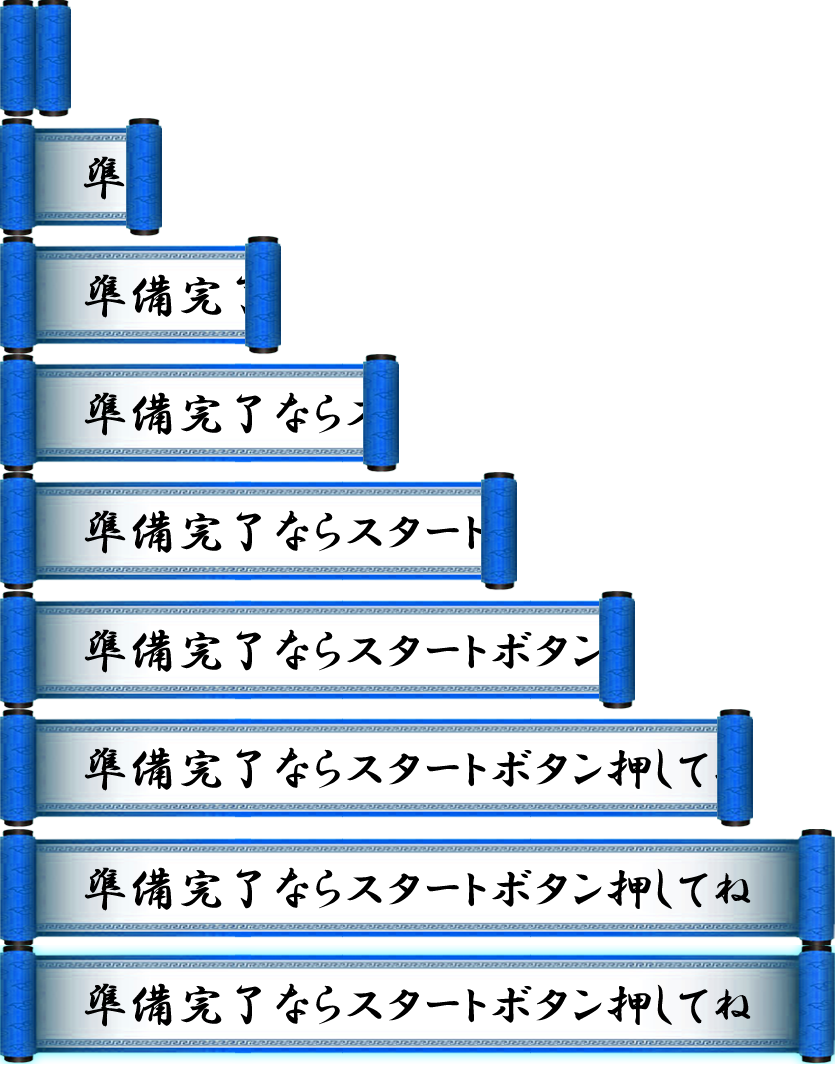 準
備完了
準備完了なら
準備完了ならスタート
準備完了ならスタートボタン
準備完了ならスタートボタン押して
準備完了ならスタートボタン押してね
準備完了ならスタートボタン押してね